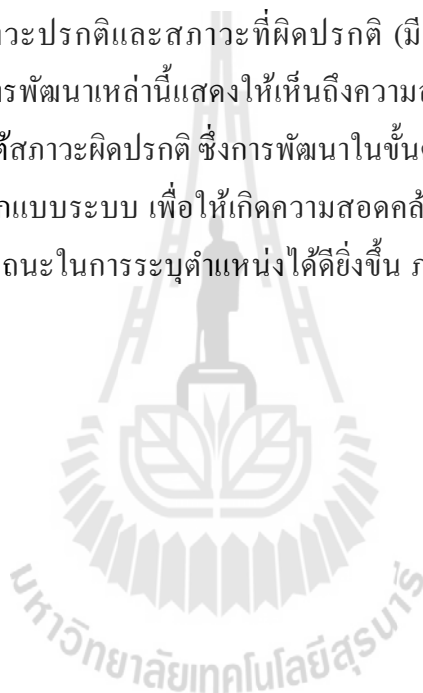 าวะปรกติและสภาวะที่ผิดปรกติ (มี
รพัฒนาเหล่านี้แสดงให้เห็นถึงความส
ต้สภาวะผิดปรกติ ซึ่งการพัฒนาในขั้น
กแบบระบบ เพื่อให้เกิดความสอดคล้
ถนะในการระบุตำแหน่งได้ดียิ่งขึ้น ภ
มหาวิทยาลัยเทคโนโลยีสุรนารี